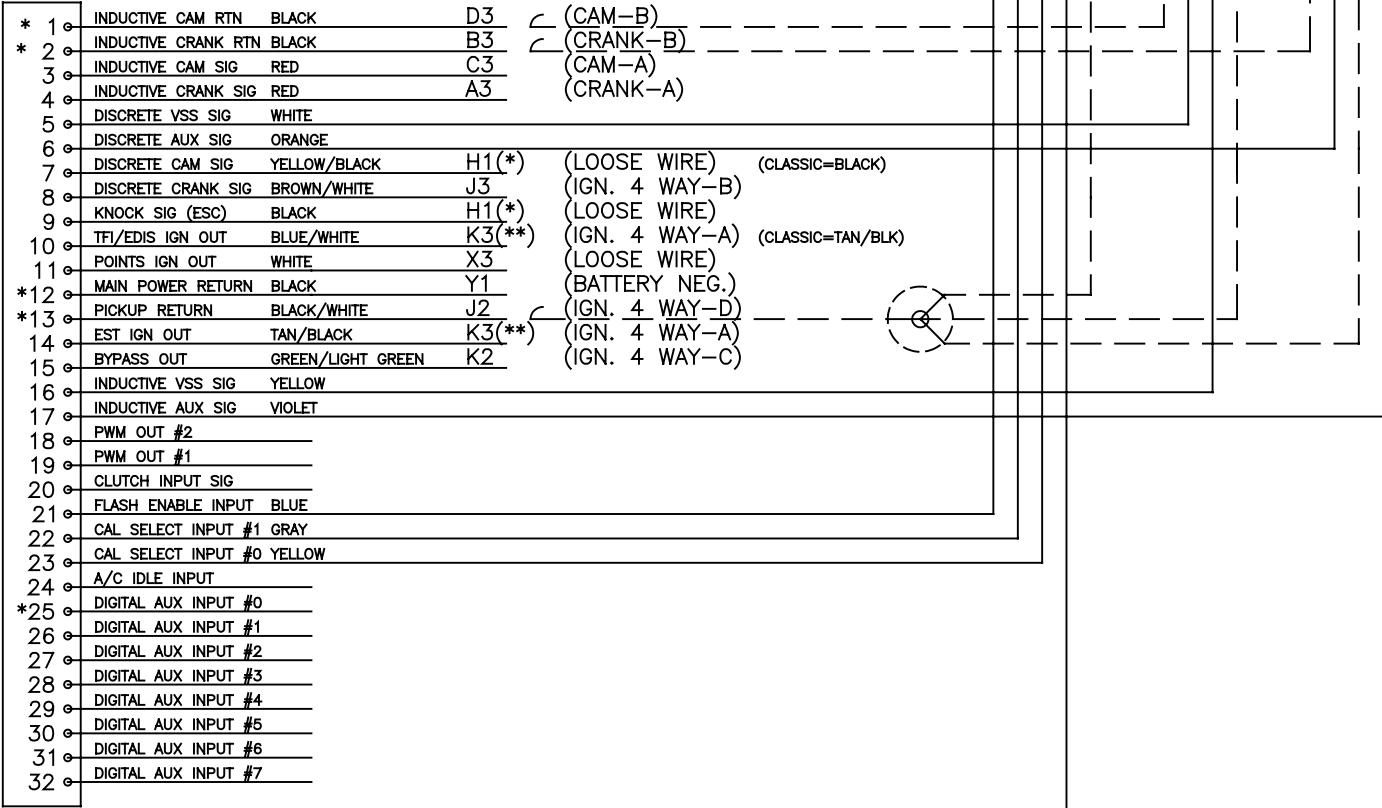 * 1 INDUCTIVE CAM RTN BLACK D3 (CAM-B)
* 2 INDUCTIVE CRANK RTN BLACK B3 (CRANK-B)
3 INDUCTIVE CAM SIG RED C3 (CAM-A)
4 INDUCTIVE CRANK SIG RED A3 (CRANK-A)
5 DISCRETE VSS SIG WHITE
6 DISCRETE AUX SIG ORANGE
7 DISCRETE CAM SIG YELLOW/BLACK H1(*) (LOOSE WIRE) (CLASSIC=BLACK)
8 DISCRETE CRANK SIG BROWN/WHITE J3 (IGN. 4 WAY-B)
9 KNOCK SIG (ESC) BLACK H1(*) (LOOSE WIRE)
10 TFI/EDIS IGN OUT BLUE/WHITE K3(**) (IGN. 4 WAY-A) (CLASSIC=TAN/BLK)
11 POINTS IGN OUT WHITE X3 (LOOSE WIRE)
*12 MAIN POWER RETURN BLACK Y1 (BATTERY NEG.)
*13 PICKUP RETURN BLACK/WHITE J2 (IGN. 4 WAY-D)
14 EST IGN OUT TAN/BLACK K3(**) (IGN. 4 WAY-A)
15 BYPASS OUT GREEN/LIGHT GREEN K2 (IGN. 4 WAY-C)
16 INDUCTIVE VSS SIG YELLOW
17 INDUCTIVE AUX SIG VIOLET
18 PWM OUT #2
19 PWM OUT #1
20 CLUTCH INPUT SIG
21 FLASH ENABLE INPUT BLUE
22 CAL SELECT INPUT #1 GRAY
23 CAL SELECT INPUT #0 YELLOW
24 A/C IDLE INPUT
*25 DIGITAL AUX INPUT #0
26 DIGITAL AUX INPUT #1
27 DIGITAL AUX INPUT #2
28 DIGITAL AUX INPUT #3
29 DIGITAL AUX INPUT #4
30 DIGITAL AUX INPUT #5
31 DIGITAL AUX INPUT #6
32 DIGITAL AUX INPUT #7